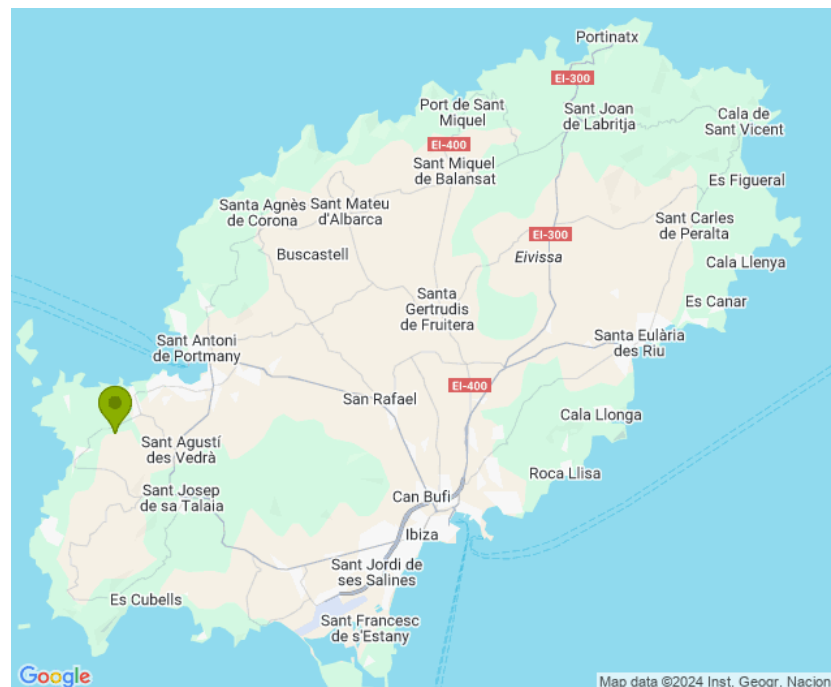 Portinatx
EI-300
Port de Sant
Miquel
Sant Joan
de Labritja
Cala de
Sant Vicent
EI-400
Sant Miquel
de Balansat
Es Figueral
Santa Agnès
de Corona
Sant Mateu
d'Albarca
Sant Carles
de Peralta
EI-300
Buscastell
Eivissa
Cala Llenya
Santa
Gertrudis
de Fruitera
Es Canar
Sant Antoni
de Portmany
Santa Eulària
des Riu
EI-400
San Rafael
Cala Llonga
Sant Agustí
des Vedrà
Roca Llisa
Sant Josep
de sa Talaia
Can Bufi
Ibiza
Sant Jordi de
ses Salines
Es Cubells
Sant Francesc
de s'Estany
Google
Map data ©2024 Inst. Geogr. Nacion